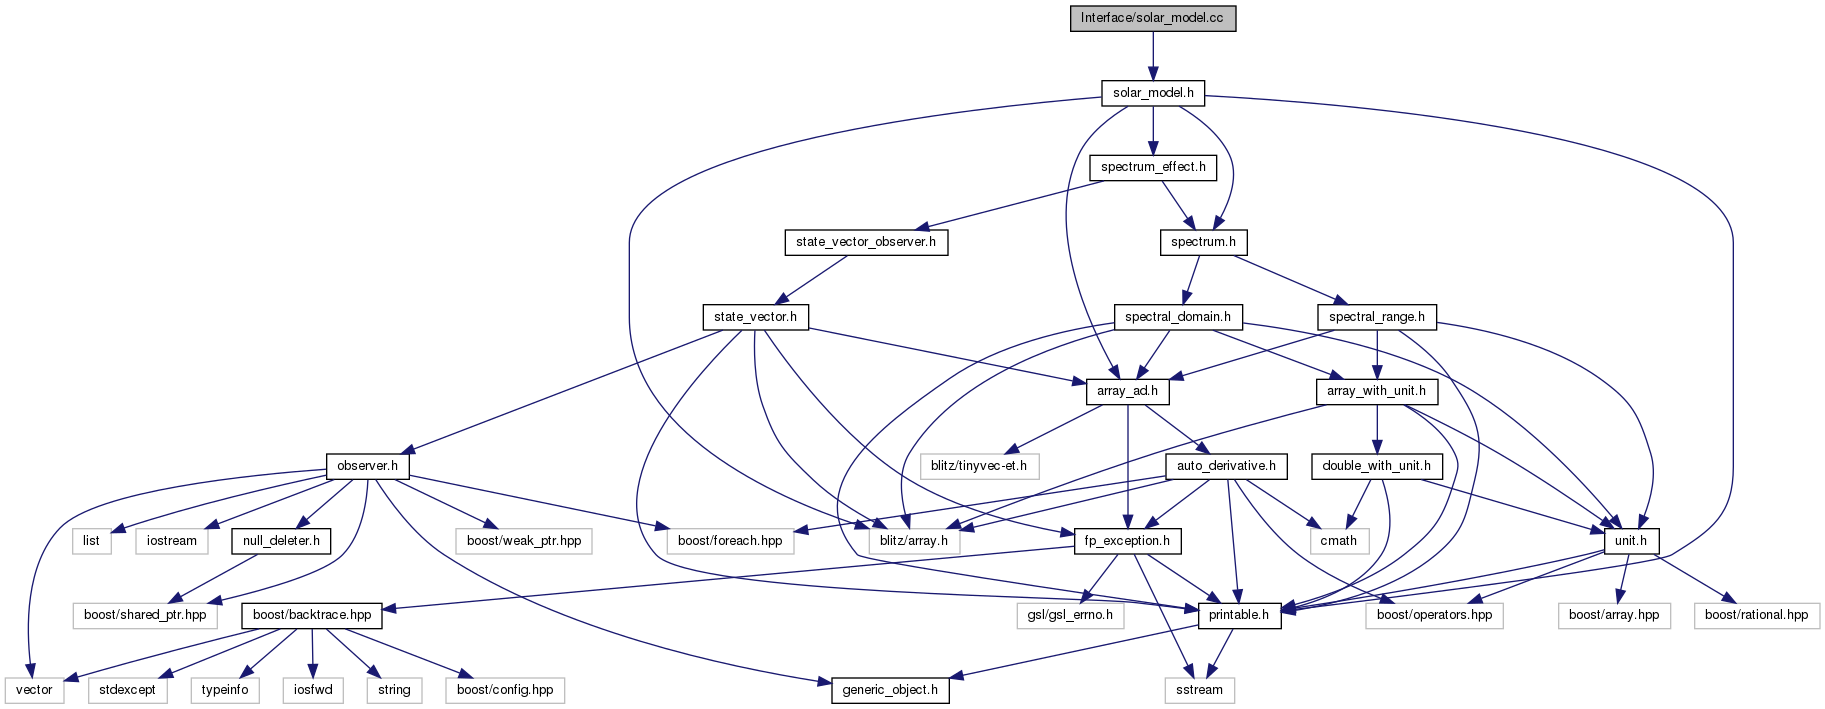 Interface/solar_model.cc
solar_model.h
spectrum_effect.h
state_vector_observer.h
spectrum.h
state_vector.h
spectral_domain.h
spectral_range.h
array_ad.h
array_with_unit.h
observer.h
blitz/tinyvec-et.h
auto_derivative.h
double_with_unit.h
list
iostream
null_deleter.h
boost/weak_ptr.hpp
boost/foreach.hpp
blitz/array.h
fp_exception.h
cmath
unit.h
boost/shared_ptr.hpp
boost/backtrace.hpp
gsl/gsl_errno.h
printable.h
boost/operators.hpp
boost/array.hpp
boost/rational.hpp
vector
stdexcept
typeinfo
iosfwd
string
boost/config.hpp
generic_object.h
sstream